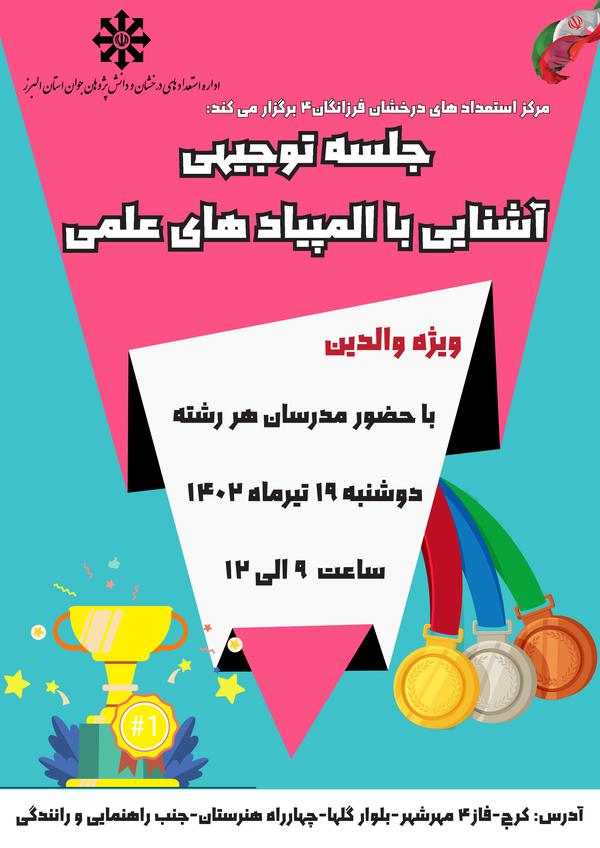 اداره استعدادهای درخشان و دانش پژوهان جوان استان البرز
مرکز استعداد های درخشان فرزانگان۴ برگزار می کند:
جلسه توجیهی
آشنایی با المپیاد های علمی
ویژه والدین
با حضور مدرسان هر رشته
دوشنبه ۱۹ تیرماه ۱۴۰۲
ساعت ۹ الی ۱۲
#1
آدرس: کرج-فاز۴ مهرشهر-بلوار گلها-چهارراه هنرستان-جنب راهنمایی و رانندگی